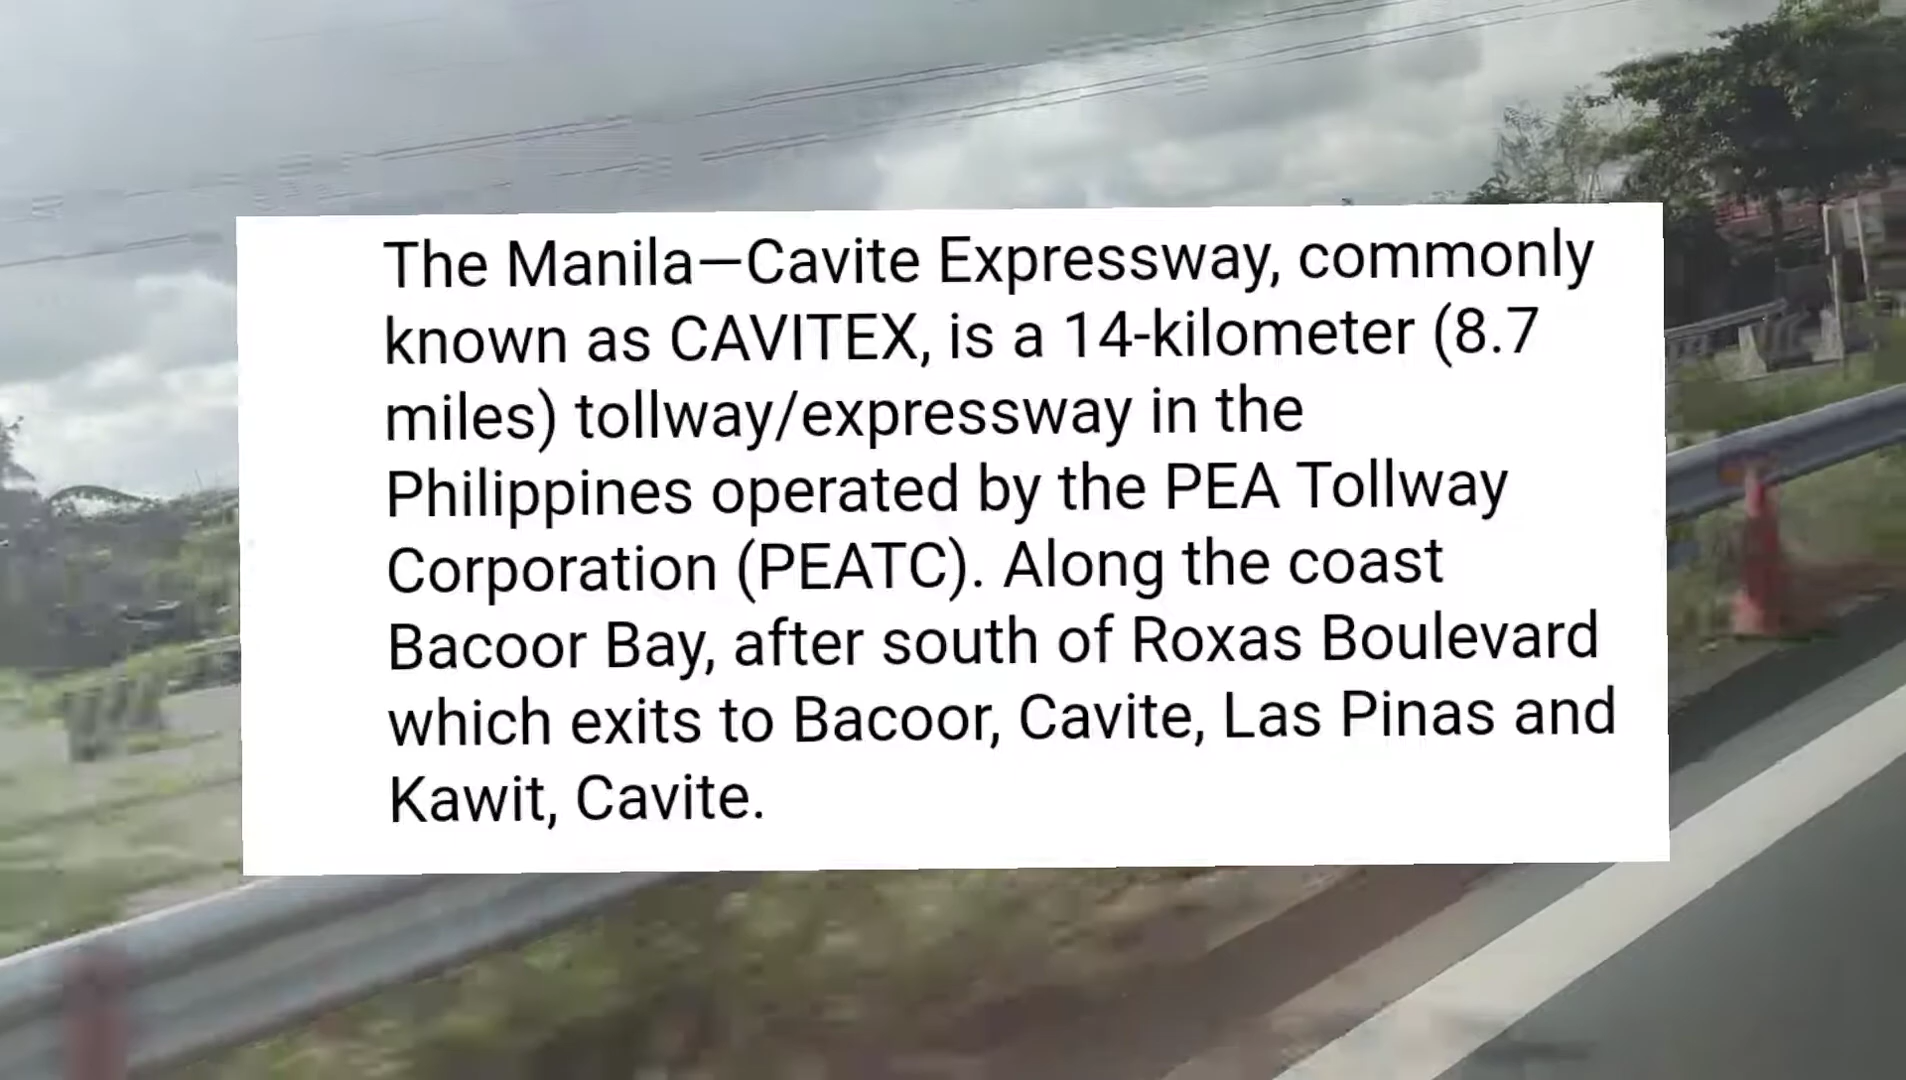 The Manila—Cavite Expressway, commonly
known as CAVITEX, is a 14-kilometer (8.7
miles) tollway/expressway in the
Philippines operated by the PEA Tollway
Corporation (PEATC). Along the coast
Bacoor Bay, after south of Roxas Boulevard
which exits to Bacoor, Cavite, Las Pinas and
Kawit, Cavite.